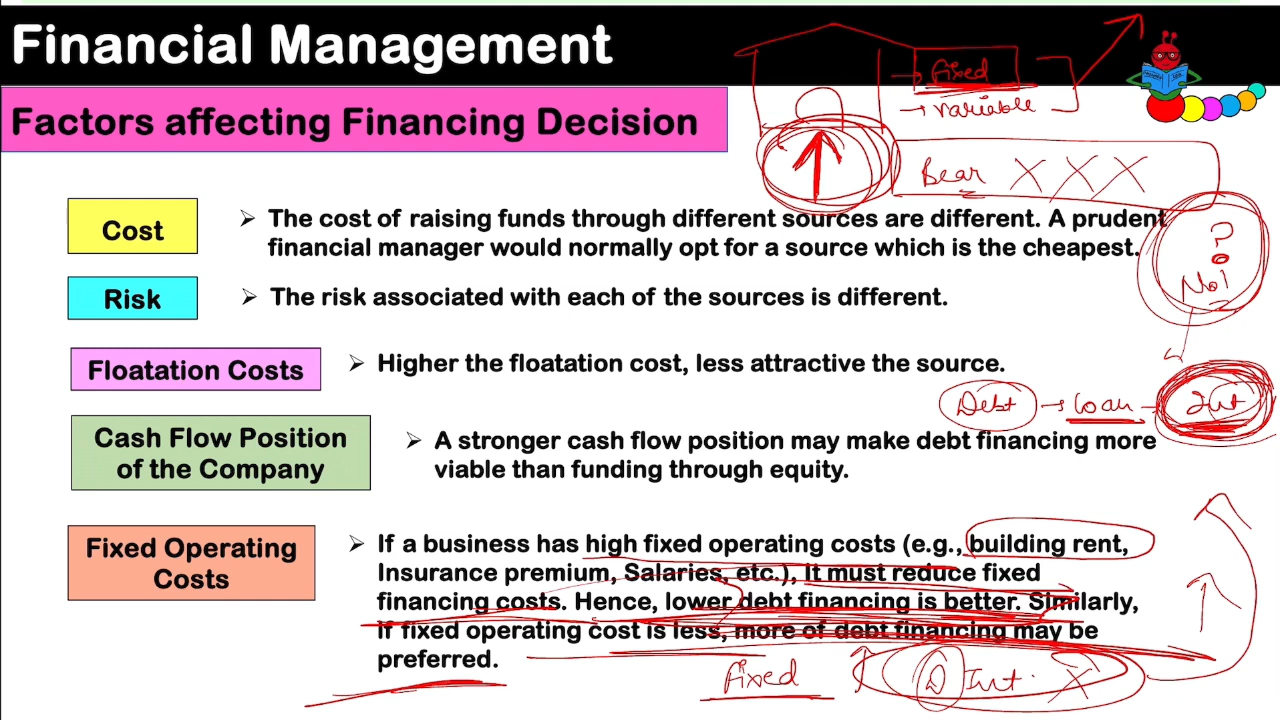 Financial Management
Fixed
Variable
Factors affecting Financing Decision
Bear X X X
Cost
➢ The cost of raising funds through different sources are different. A prudent
financial manager would normally opt for a source which is the cheapest.
Risk
➢ The risk associated with each of the sources is different.
Floatation Costs
➢ Higher the floatation cost, less attractive the source.
Debt → Loan → Int
Cash Flow Position
of the Company
➢ A stronger cash flow position may make debt financing more
viable than funding through equity.
Fixed Operating
Costs
➢ If a business has high fixed operating costs (e.g., building rent,
Insurance premium, Salaries, etc.), It must reduce fixed
financing costs. Hence, lower debt financing is better. Similarly,
if fixed operating cost is less, more of debt financing may be
preferred.
Fixed ↑ D Int X